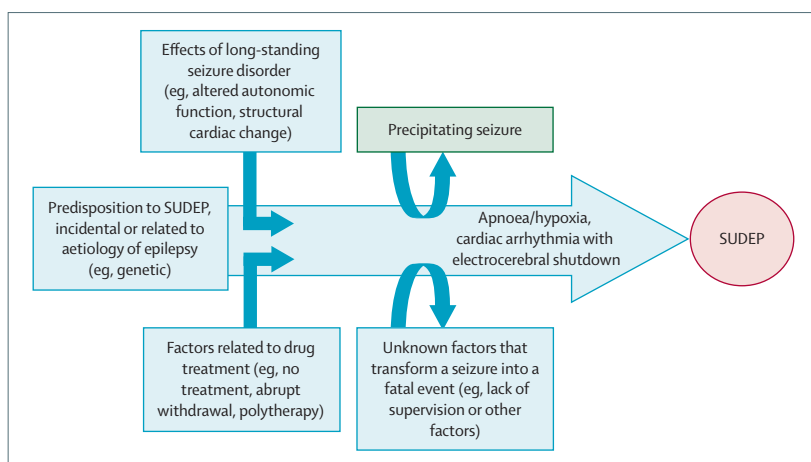 Effects of long-standing
seizure disorder
(eg, altered autonomic
function, structural
cardiac change)
Precipitating seizure
Predisposition to SUDEP,
incidental or related to
aetiology of epilepsy
(eg, genetic)
Apnoea/hypoxia,
cardiac arrhythmia with
electrocerebral shutdown
SUDEP
Factors related to drug
treatment (eg, no
treatment, abrupt
withdrawal, polytherapy)
Unknown factors that
transform a seizure into a
fatal event (eg, lack of
supervision or other
factors)